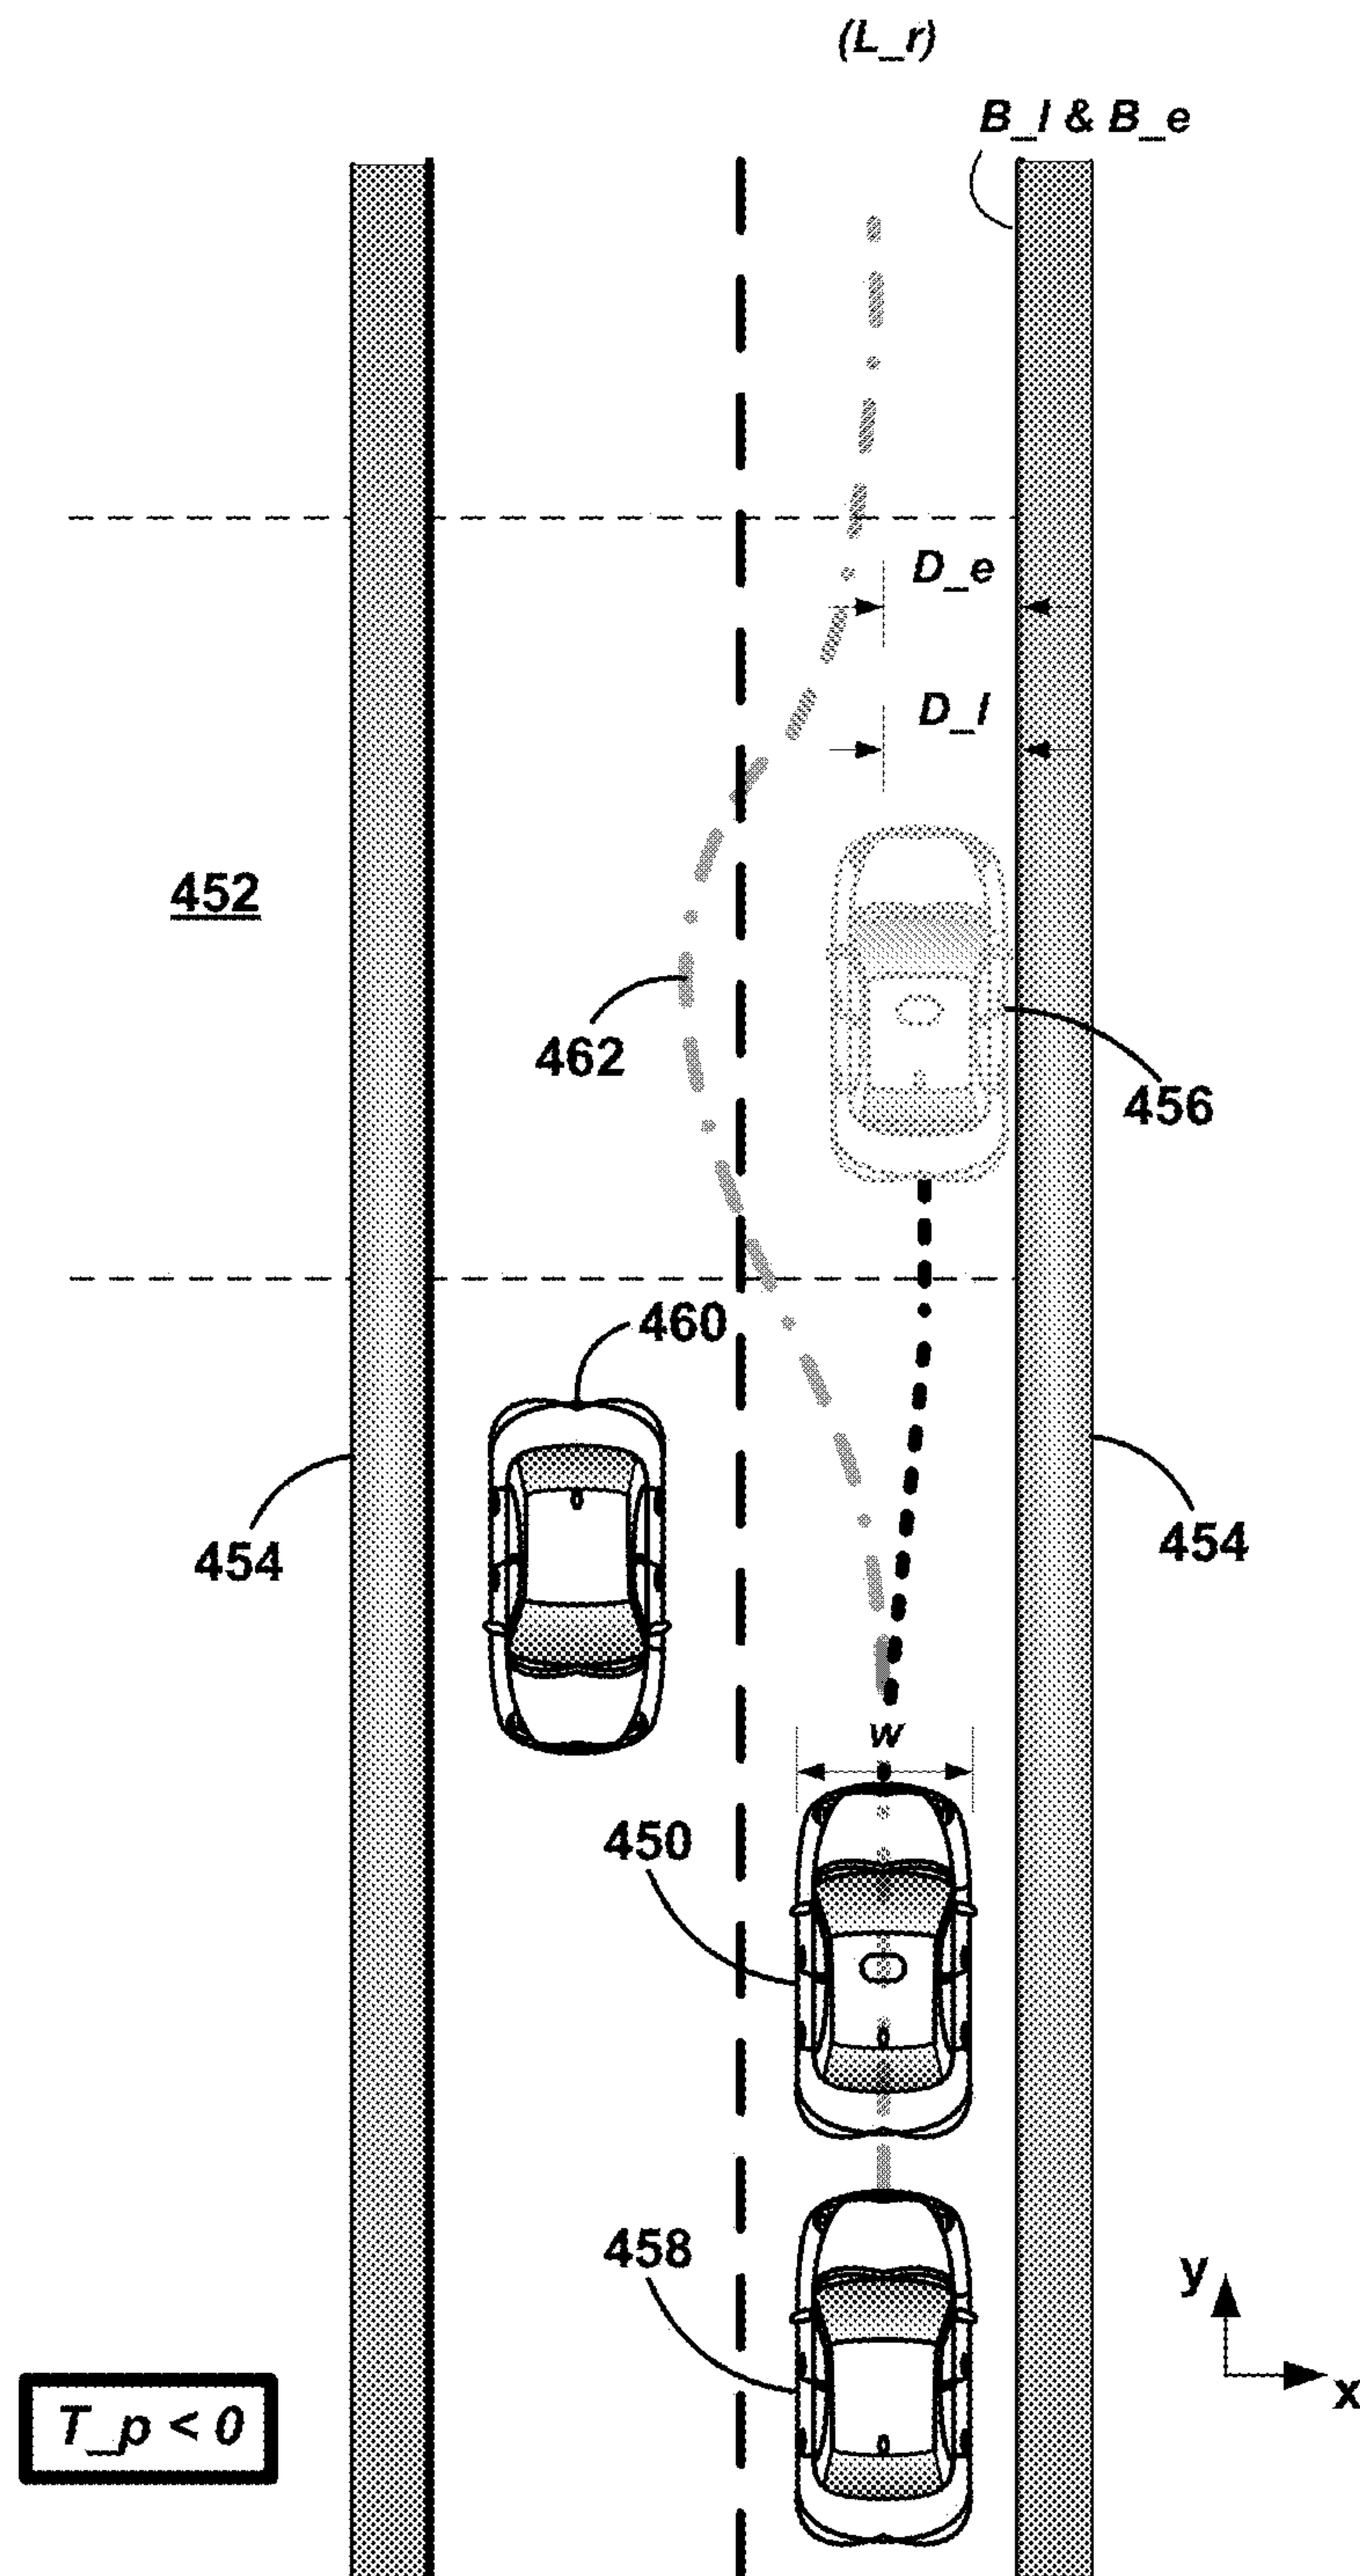 (L_r)
B_l & B_e
D_e
D_l
452
462
456
460
454
454
w
450
458
y
x
T_p < 0